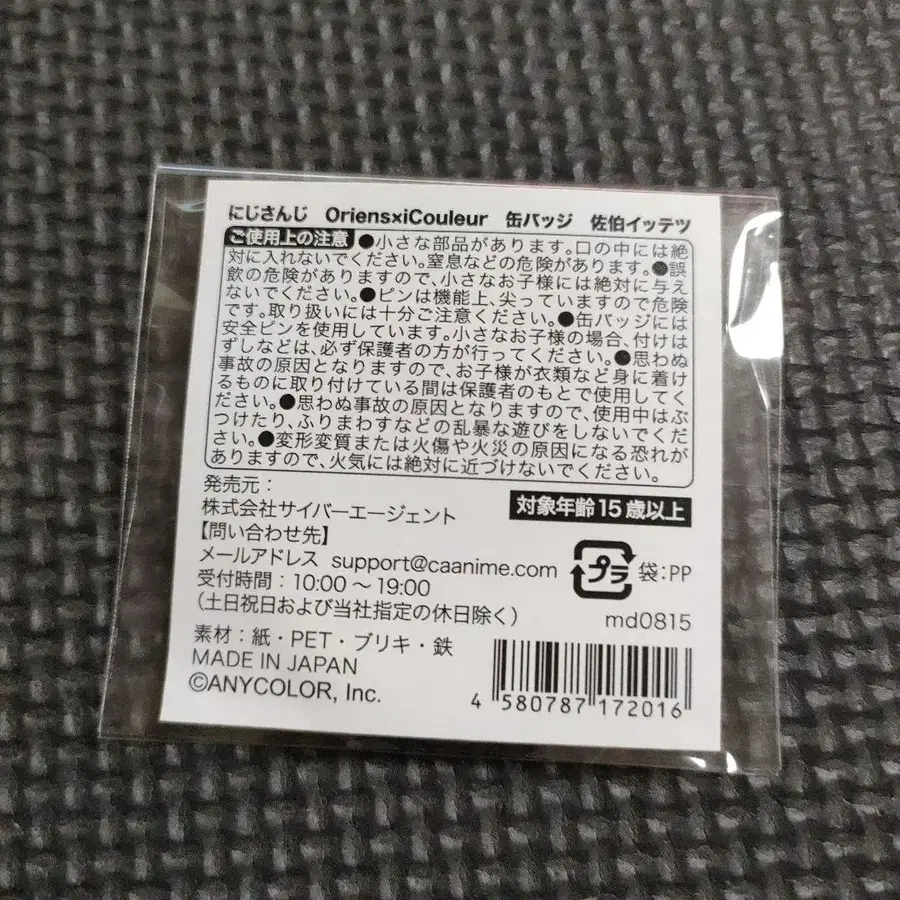 にじさんじ Oriens×iCouleur 缶バッジ 佐伯イッテツ
ご使用上の注意 ●小さな部品があります。口の中には絶
対に入れないでください。窒息などの危険があります。●誤
飲の危険がありますので、小さなお子様には絶対に与え
ないでください。●ピンは機能上、尖っていますので危険
です。取り扱いには十分ご注意ください。●缶バッジには
安全ピンを使用しています。小さなお子様の場合、付けは
ずしなどは、必ず保護者の方が行ってください。●思わぬ
事故の原因となりますので、お子様が衣類など身に着け
るものに取り付けている間は保護者のもとで使用してく
ださい。●思わぬ事故の原因となりますので、使用中はぶ
つけたり、ふりまわすなどの乱暴な遊びをしないでくだ
さい。●変形変質または火傷や火災の原因になる恐れが
ありますので、火気には絶対に近づけないでください。
発売元：
株式会社サイバーエージェント
対象年齢15歳以上
【問い合わせ先】
メールアドレス support@caanime.com
プラ 袋:PP
受付時間：10:00～19:00
(土日祝日および当社指定の休日除く)
md0815
素材：紙・PET・ブリキ・鉄
MADE IN JAPAN
©ANYCOLOR, Inc.
4 580787 172016